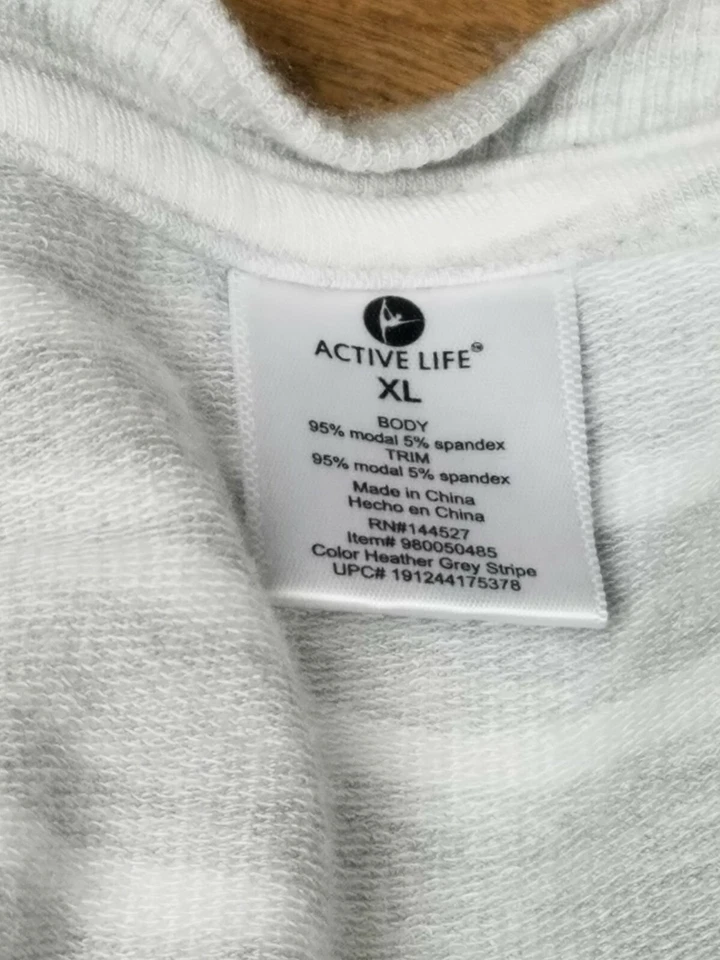 ACTIVE LIFE
XL
BODY
95% modal 5% spandex
TRIM
95% modal 5% spandex
Made in China
Hecho en China
RN#144527
Item# 980050485
Color Heather Grey Stripe
UPC# 191244175378